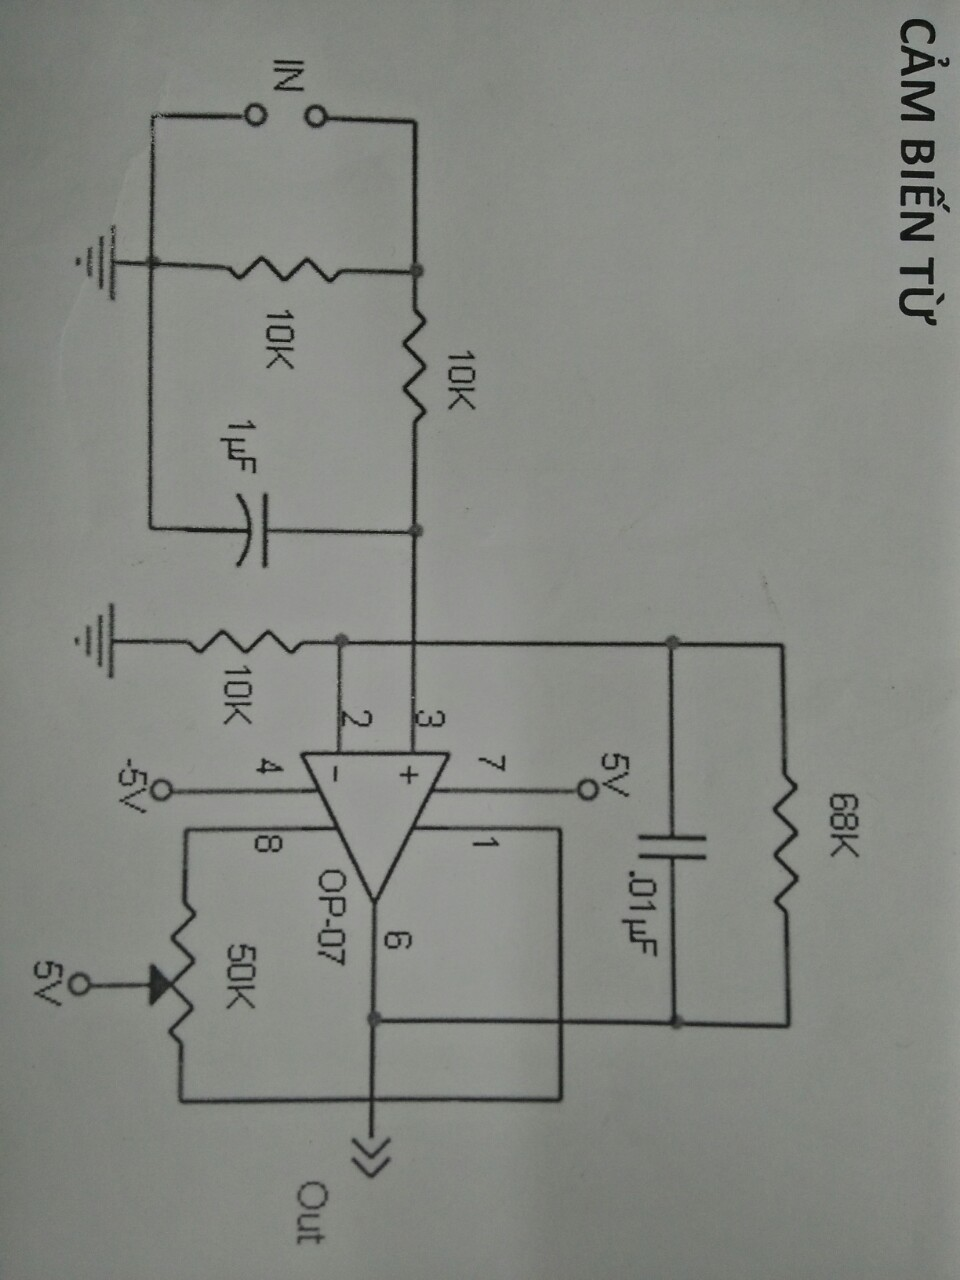 CẢM BIẾN TỪ
68K
.01µF
5V
10K
7
1
IN
3
6
10K
2
OP-07
Out
1µF
4
8
10K
-5V
50K
5V